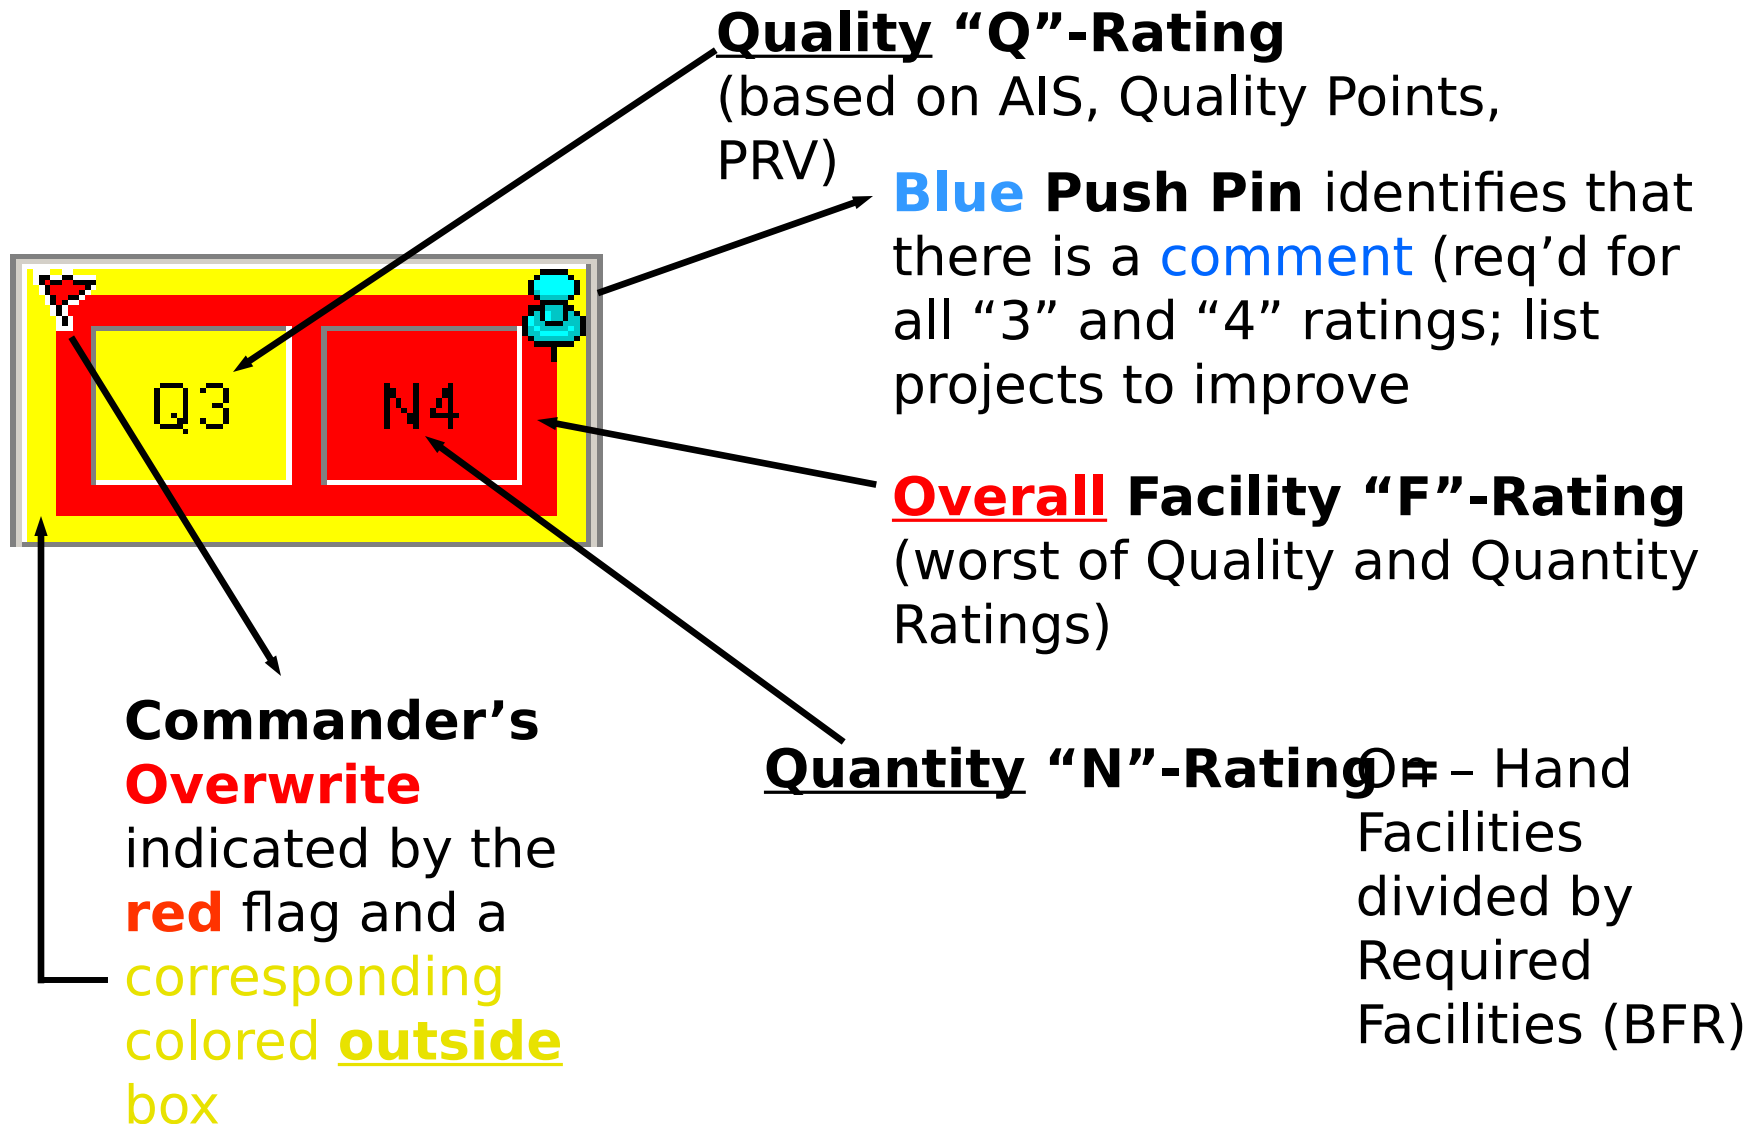 Quality “Q”-Rating
(based on AIS, Quality Points,
PRV)
Blue Push Pin identifies that
there is a comment (req’d for
all “3” and “4” ratings; list
projects to improve
Q3 N4
Overall Facility “F”-Rating
(worst of Quality and Quantity
Ratings)
Commander’s
Overwrite
indicated by the
red flag and a
corresponding
colored outside
box
Quantity “N”-Rating =
On – Hand
Facilities
divided by
Required
Facilities (BFR)